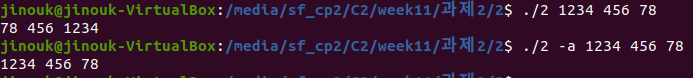 jinouk@jinouk-VirtualBox:/media/sf_cp2/C2/week11/과제2/2$ ./2 1234 456 78
78 456 1234
jinouk@jinouk-VirtualBox:/media/sf_cp2/C2/week11/과제2/2$ ./2 -a 1234 456 78
1234 456 78